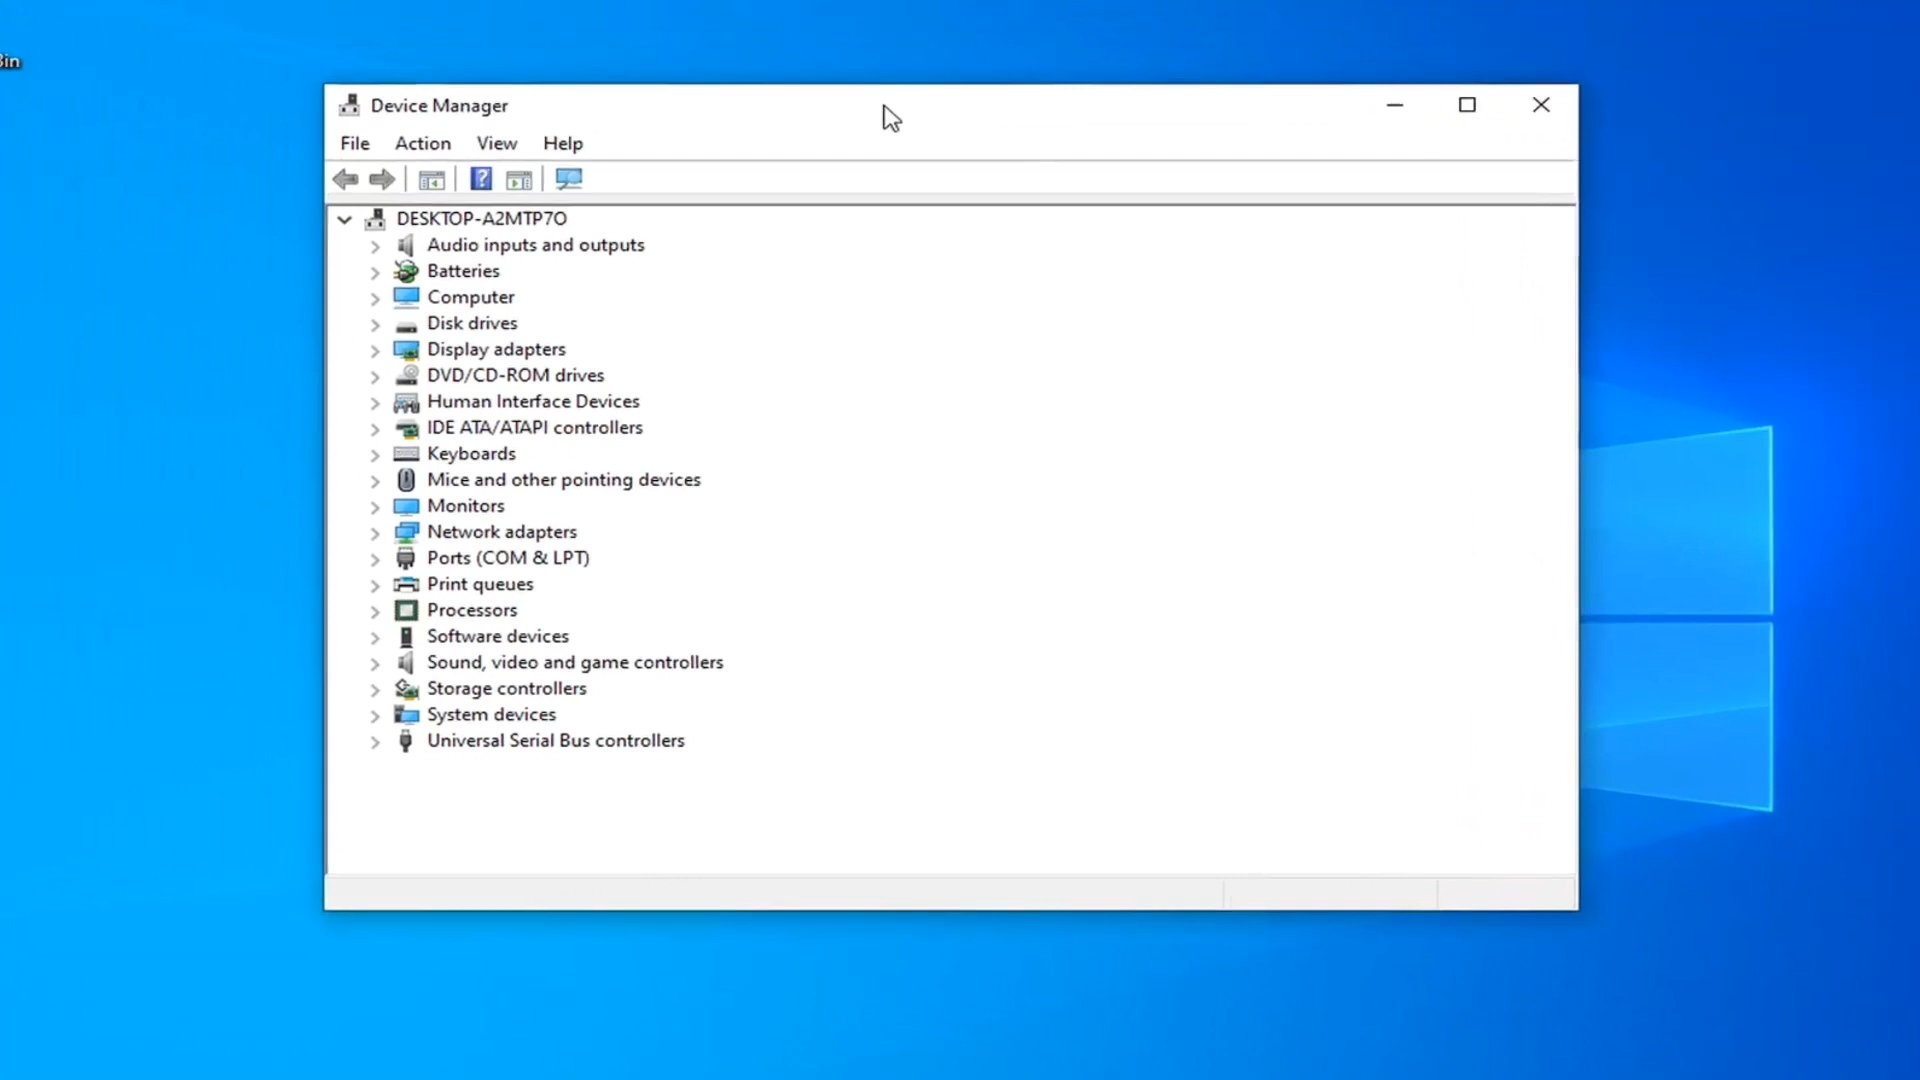 Bin
Device Manager
File Action View Help
DESKTOP-A2MTP7O
Audio inputs and outputs
Batteries
Computer
Disk drives
Display adapters
DVD/CD-ROM drives
Human Interface Devices
IDE ATA/ATAPI controllers
Keyboards
Mice and other pointing devices
Monitors
Network adapters
Ports (COM & LPT)
Print queues
Processors
Software devices
Sound, video and game controllers
Storage controllers
System devices
Universal Serial Bus controllers